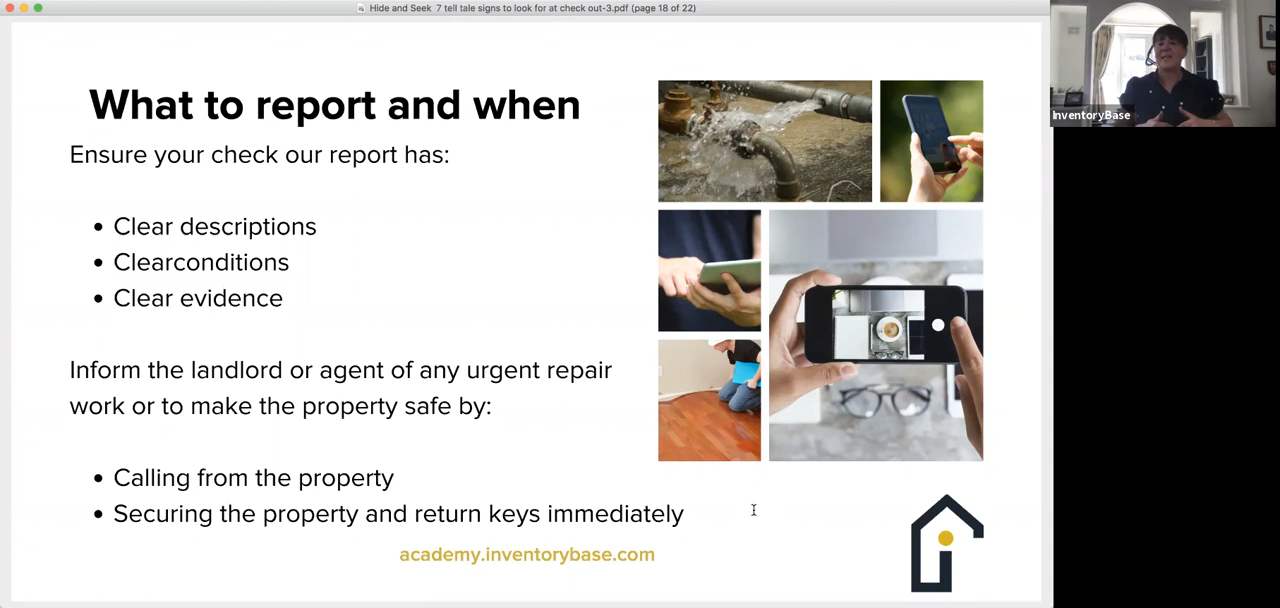 Hide and Seek 7 tell tale signs to look for at check out-3.pdf (page 18 of 22)
What to report and when
Ensure your check our report has:
• Clear descriptions
• Clearconditions
• Clear evidence
Inform the landlord or agent of any urgent repair
work or to make the property safe by:
• Calling from the property
• Securing the property and return keys immediately
academy.inventorybase.com
InventoryBase